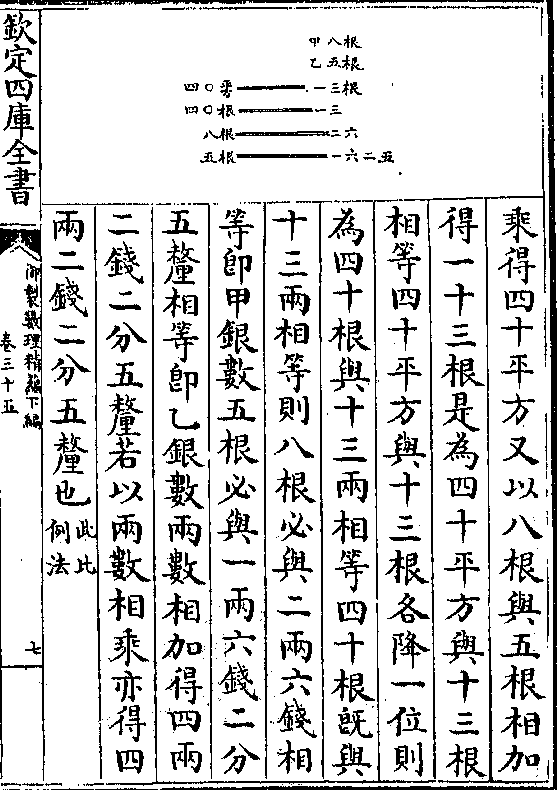 甲八根
乙五根
四〇平方 一三根
四〇根 一三
八根 二六
五根 一六二五
乘得四十平方又以八根與五根相加
得一十三根是為四十平方與十三根
相等四十平方與十三根各降一位則
為四十根與十三兩相等四十根既與
十三兩相等則八根必與二兩六錢相
等即甲銀數五根必與一兩六錢二分
五釐相等即乙銀數兩數相加得四兩
二錢二分五釐若以兩數相乘亦得四
兩二錢二分五釐也此比
例法
欽定四庫全書
御製數理精蘊下編
卷三十五
七